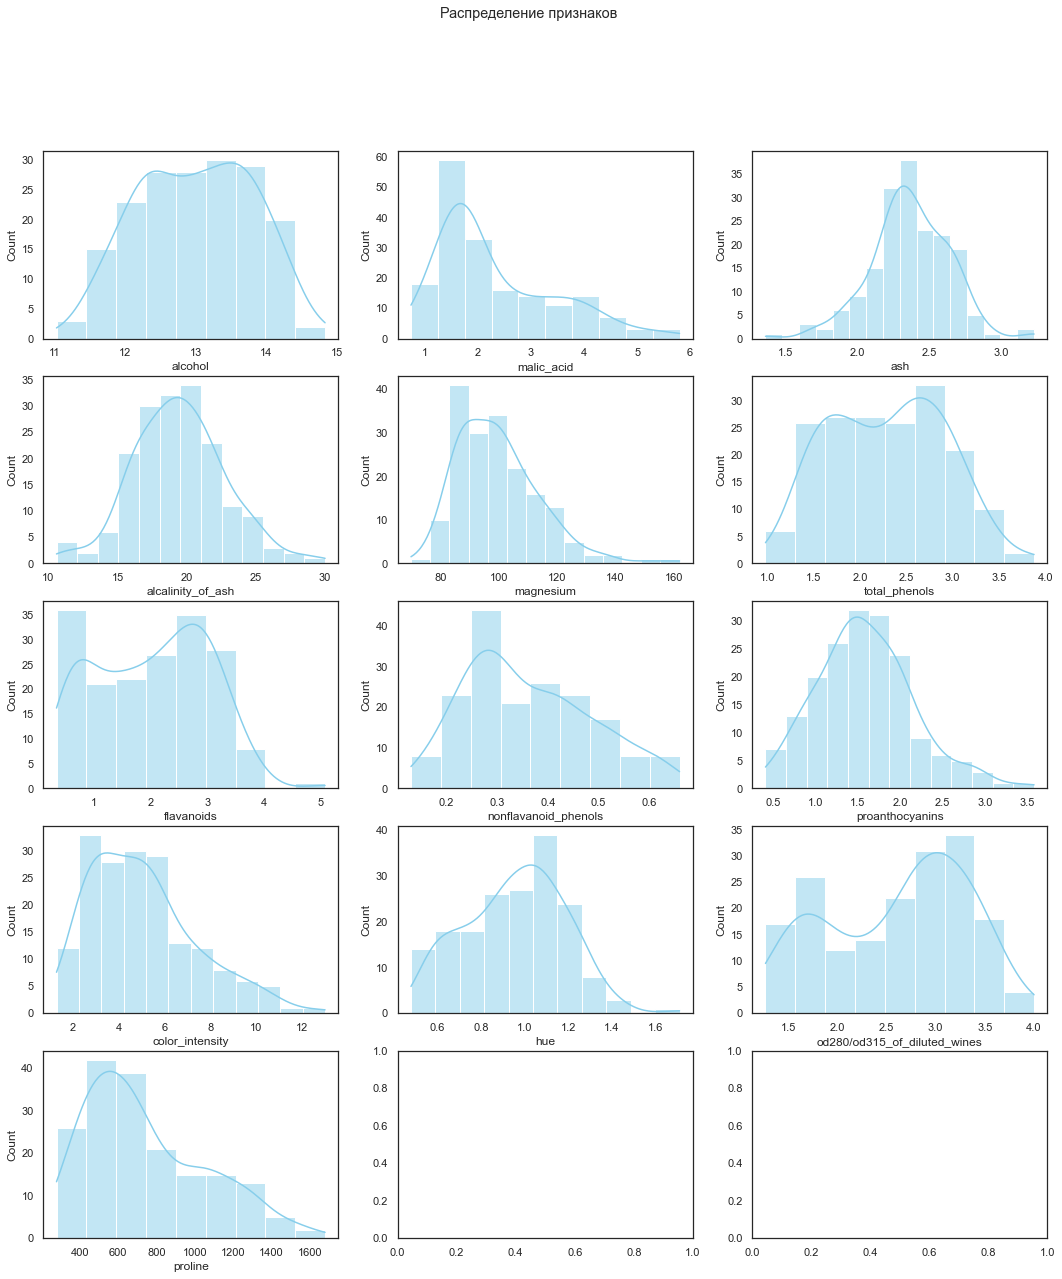 Распределение признаков
30
25
20
15
10
5
0
Count
11 12 13 14 15
alcohol
60
50
40
30
20
10
0
Count
1 2 3 4 5 6
malic_acid
35
30
25
20
15
10
5
0
Count
1.5 2.0 2.5 3.0
ash
35
30
25
20
15
10
5
0
Count
10 15 20 25 30
alcalinity_of_ash
40
30
20
10
0
Count
80 100 120 140 160
magnesium
30
25
20
15
10
5
0
Count
1.0 1.5 2.0 2.5 3.0 3.5 4.0
total_phenols
35
30
25
20
15
10
5
0
Count
1 2 3 4 5
flavanoids
40
30
20
10
0
Count
0.2 0.3 0.4 0.5 0.6
nonflavanoid_phenols
30
25
20
15
10
5
0
Count
0.5 1.0 1.5 2.0 2.5 3.0 3.5
proanthocyanins
30
25
20
15
10
5
0
Count
2 4 6 8 10 12
color_intensity
40
30
20
10
0
Count
0.6 0.8 1.0 1.2 1.4 1.6
hue
35
30
25
20
15
10
5
0
Count
1.5 2.0 2.5 3.0 3.5 4.0
od280/od315_of_diluted_wines
40
30
20
10
0
Count
400 600 800 1000 1200 1400 1600
proline
1.0
0.8
0.6
0.4
0.2
0.0
0.0 0.2 0.4 0.6 0.8 1.0
1.0
0.8
0.6
0.4
0.2
0.0
0.0 0.2 0.4 0.6 0.8 1.0